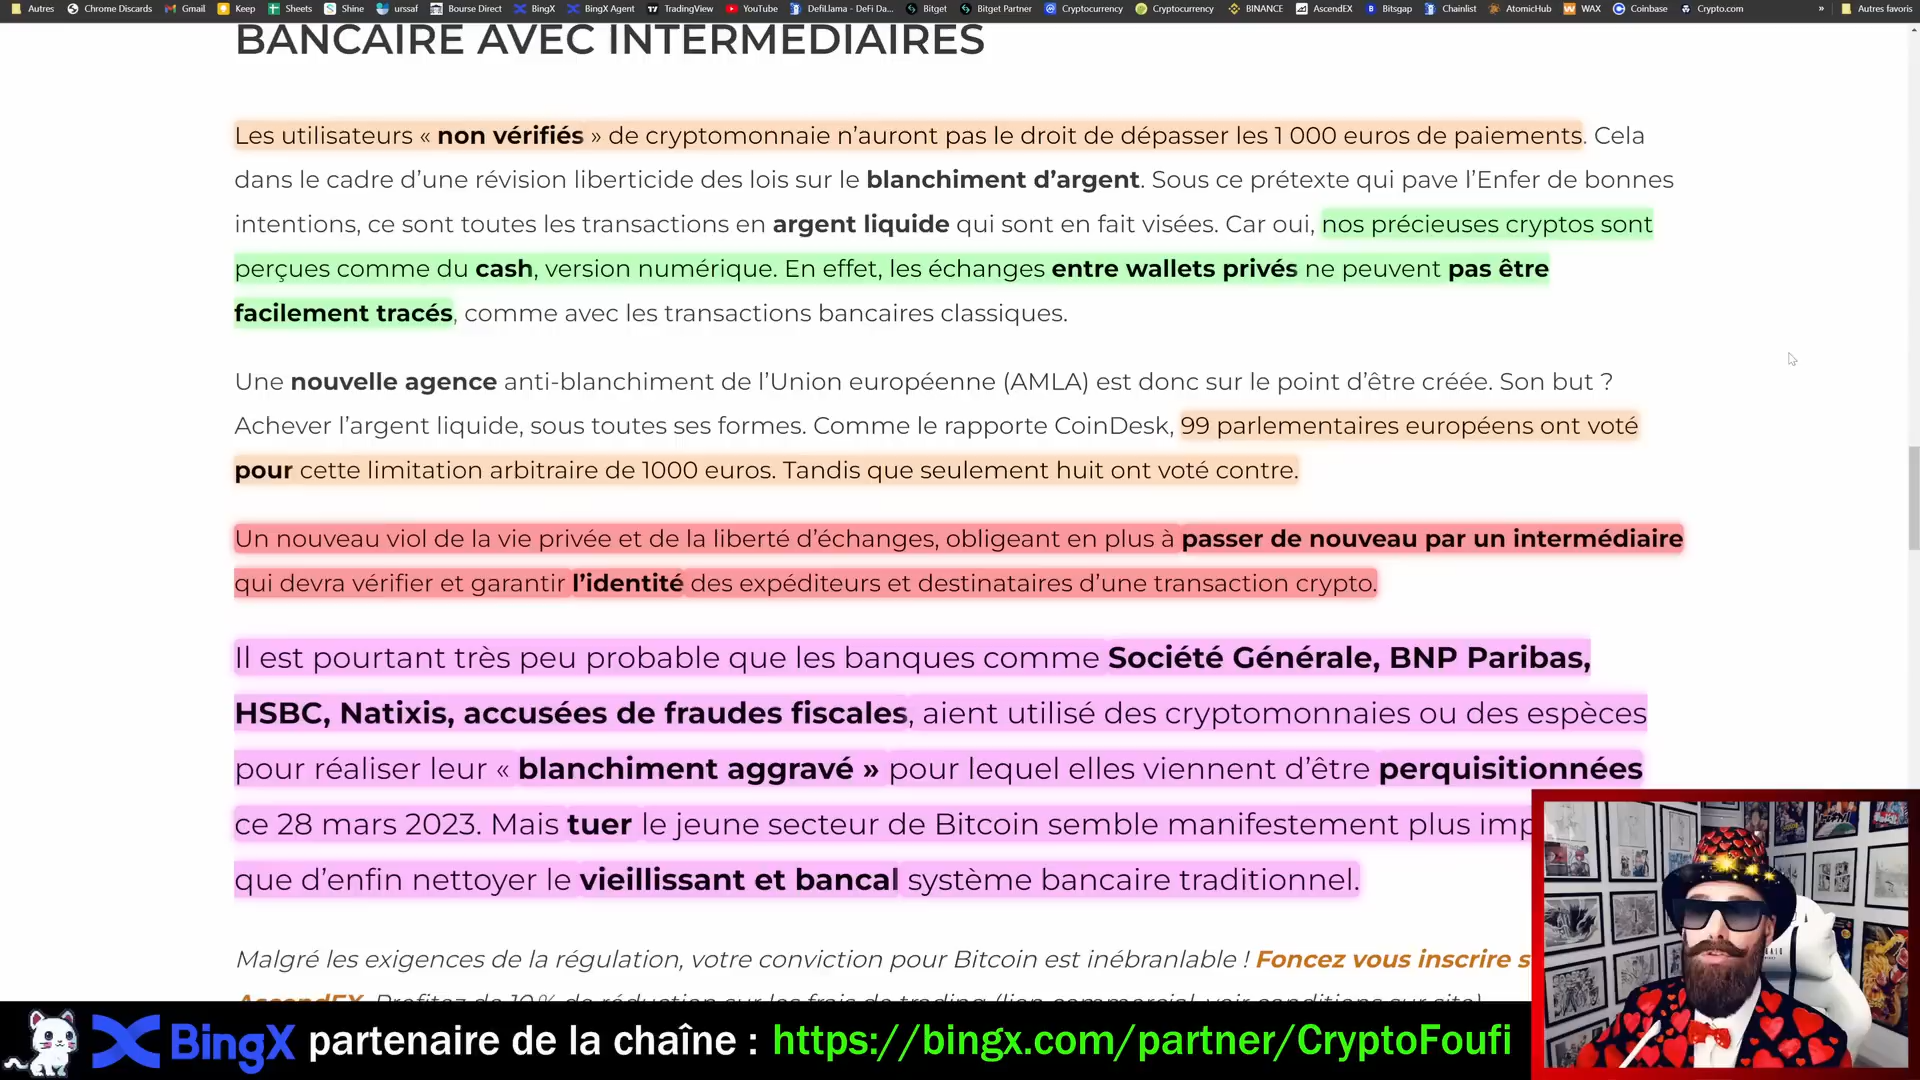 Autres Chrome Discards Gmail Keep Sheets Shine urssaf Bourse Direct BingX BingX Agent TradingView YouTube DefiLlama - DeFi Da... Bitget Bitget Partner Cryptocurrency Cryptocurrency BINANCE AscendEX Bitsgap Chainlist AtomicHub WAX Coinbase Crypto.com » Autres favoris
BANCAIRE AVEC INTERMÉDIAIRES
Les utilisateurs « non vérifiés » de cryptomonnaie n’auront pas le droit de dépasser les 1 000 euros de paiements. Cela
dans le cadre d’une révision liberticide des lois sur le blanchiment d’argent. Sous ce prétexte qui pave l’Enfer de bonnes
intentions, ce sont toutes les transactions en argent liquide qui sont en fait visées. Car oui, nos précieuses cryptos sont
perçues comme du cash, version numérique. En effet, les échanges entre wallets privés ne peuvent pas être
facilement tracés, comme avec les transactions bancaires classiques.
Une nouvelle agence anti-blanchiment de l’Union européenne (AMLA) est donc sur le point d’être créée. Son but ?
Achever l’argent liquide, sous toutes ses formes. Comme le rapporte CoinDesk, 99 parlementaires européens ont voté
pour cette limitation arbitraire de 1000 euros. Tandis que seulement huit ont voté contre.
Un nouveau viol de la vie privée et de la liberté d’échanges, obligeant en plus à passer de nouveau par un intermédiaire
qui devra vérifier et garantir l’identité des expéditeurs et destinataires d’une transaction crypto.
Il est pourtant très peu probable que les banques comme Société Générale, BNP Paribas,
HSBC, Natixis, accusées de fraudes fiscales, aient utilisé des cryptomonnaies ou des espèces
pour réaliser leur « blanchiment aggravé » pour lequel elles viennent d’être perquisitionnées
ce 28 mars 2023. Mais tuer le jeune secteur de Bitcoin semble manifestement plus imp
que d’enfin nettoyer le vieillissant et bancal système bancaire traditionnel.
Malgré les exigences de la régulation, votre conviction pour Bitcoin est inébranlable ! Foncez vous inscrire s
AscendEX. Profitez de 10% de réduction sur les frais de trading (lien commercial, voir conditions sur site)
BingX partenaire de la chaîne : https://bingx.com/partner/CryptoFoufi